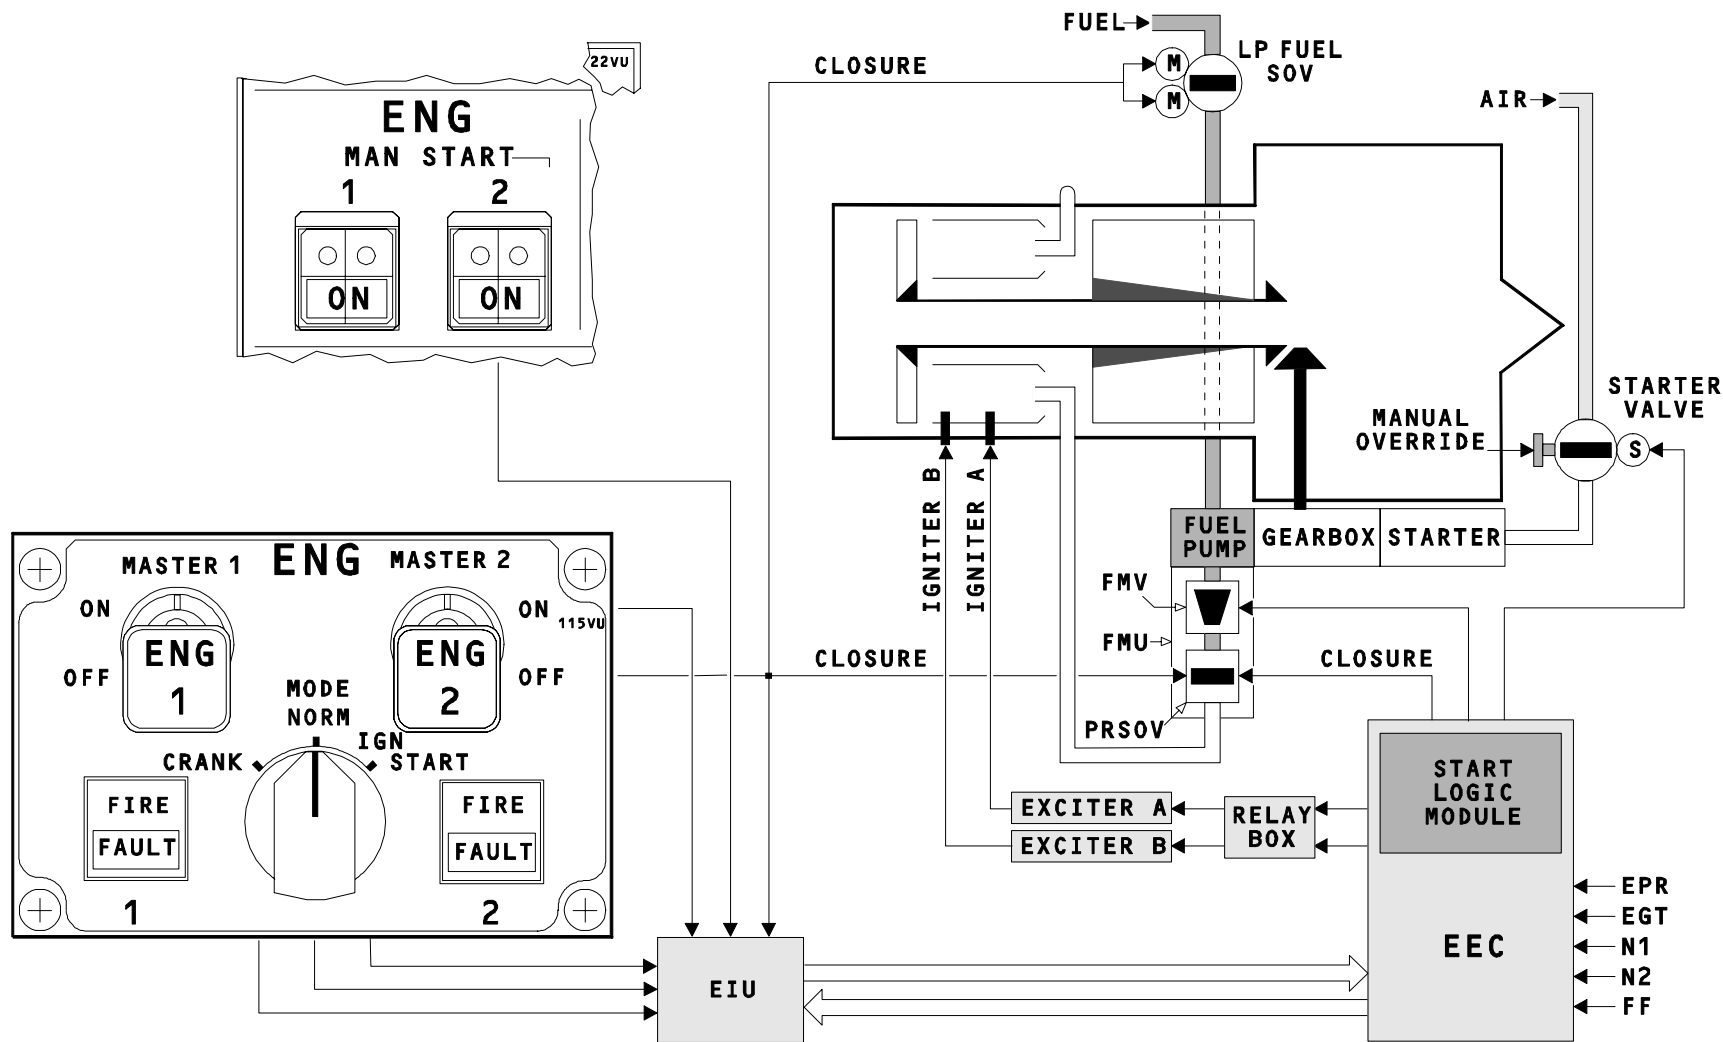 22VU
ENG
MAN START
1 2
ON ON
FUEL
LP FUEL
SOV
CLOSURE
M
M
AIR
STARTER
VALVE
MANUAL
OVERRIDE
S
IGNITER B
IGNITER A
FUEL
PUMP
GEARBOX
STARTER
FMV
FMU
PRSOV
CLOSURE
CLOSURE
ENG
MASTER 1
MASTER 2
ON
OFF
ENG
1
ENG
2
ON
115VU
OFF
MODE
NORM
CRANK
IGN
START
FIRE
FAULT
1
FIRE
FAULT
2
EXCITER A
EXCITER B
RELAY
BOX
START
LOGIC
MODULE
EEC
EPR
EGT
N1
N2
FF
EIU